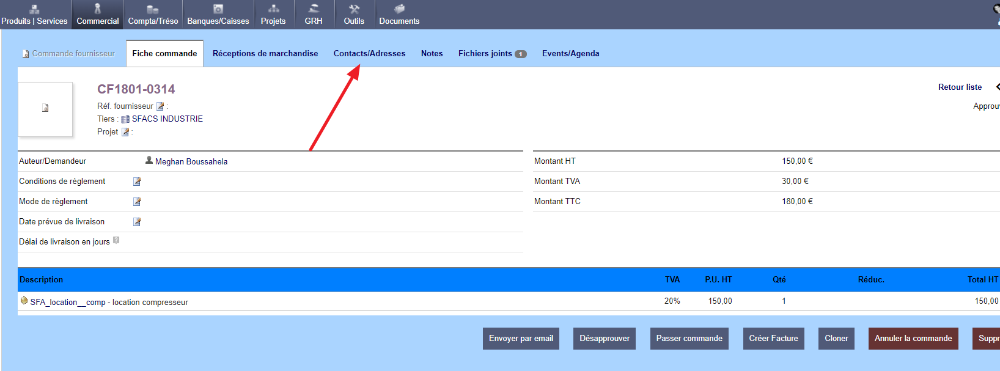 Produits | Services Commercial Compta/Tréso Banques/Caisses Projets GRH Outils Documents
Commande fournisseur Fiche commande Réceptions de marchandise Contacts/Adresses Notes Fichiers joints 1 Events/Agenda
CF1801-0314
Retour liste
Réf. fournisseur :
Approuv
Tiers : SFACS INDUSTRIE
Projet :
Auteur/Demandeur Meghan Boussahela
Montant HT 150,00 €
Conditions de règlement
Montant TVA 30,00 €
Mode de règlement
Montant TTC 180,00 €
Date prévue de livraison
Délai de livraison en jours ?
Description TVA P.U. HT Qté Réduc. Total HT
SFA_location__comp - location compresseur 20% 150,00 1 150,00
Envoyer par email Désapprouver Passer commande Créer Facture Cloner Annuler la commande Suppr